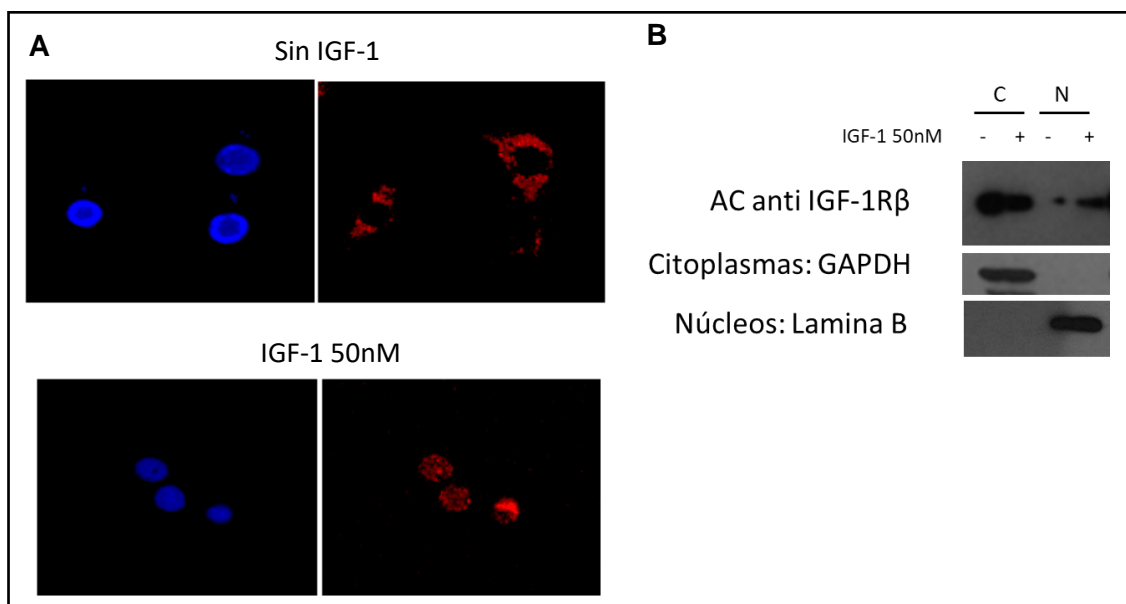 A
Sin IGF-1
IGF-1 50nM
B
C N
IGF-1 50nM - + - +
AC anti IGF-1Rβ
Citoplasmas: GAPDH
Núcleos: Lamina B